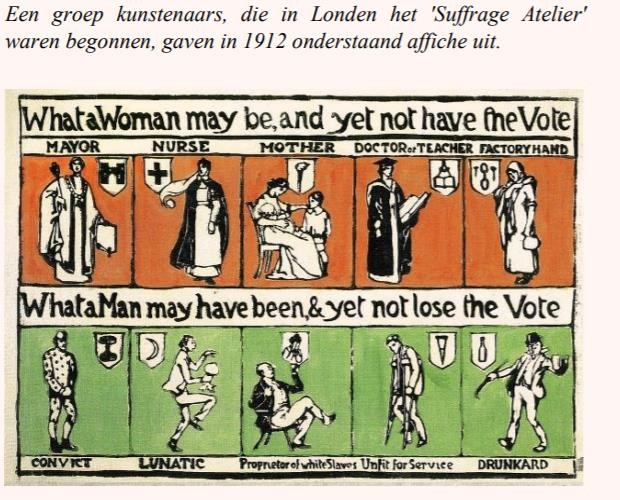 Een groep kunstenaars, die in Londen het 'Suffrage Atelier'
waren begonnen, gaven in 1912 onderstaand affiche uit.
What a Woman may be, and yet not have the Vote
MAYOR NURSE MOTHER DOCTOR or TEACHER FACTORY HAND
What a Man may have been, & yet not lose the Vote
CONVICT LUNATIC Proprietor of white Slaves Unfit for Service DRUNKARD